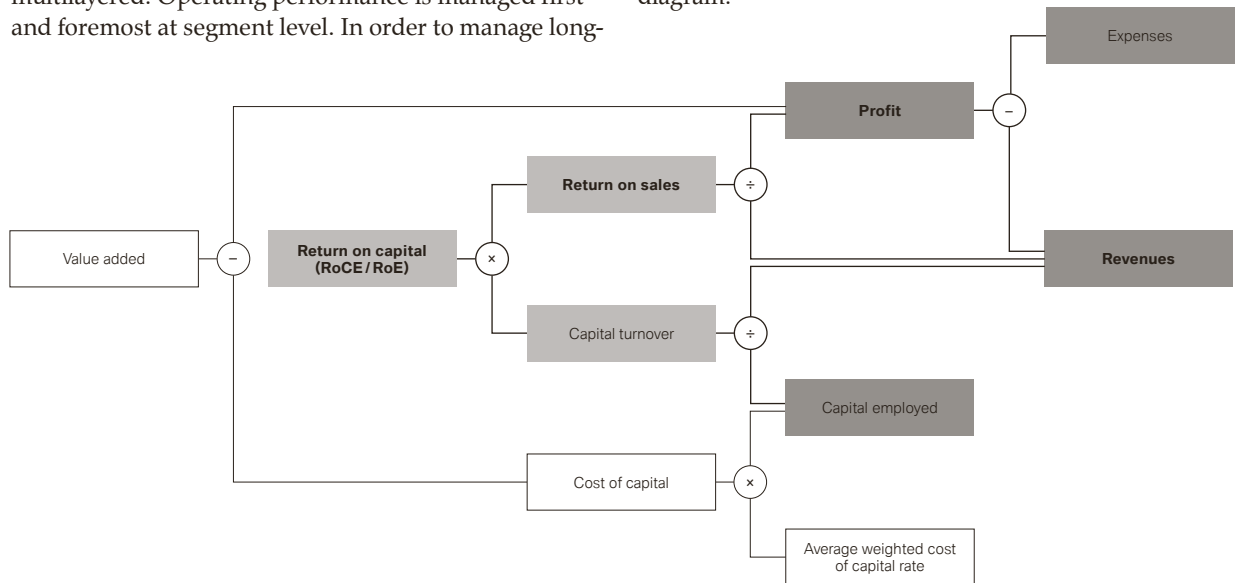 multilayered. Operating performance is managed first
and foremost at segment level. In order to manage long-
diagram.
Expenses
Profit
–
Return on sales
÷
Value added
–
Return on capital
(RoCE / RoE)
×
Revenues
Capital turnover
÷
Capital employed
Cost of capital
×
Average weighted cost
of capital rate